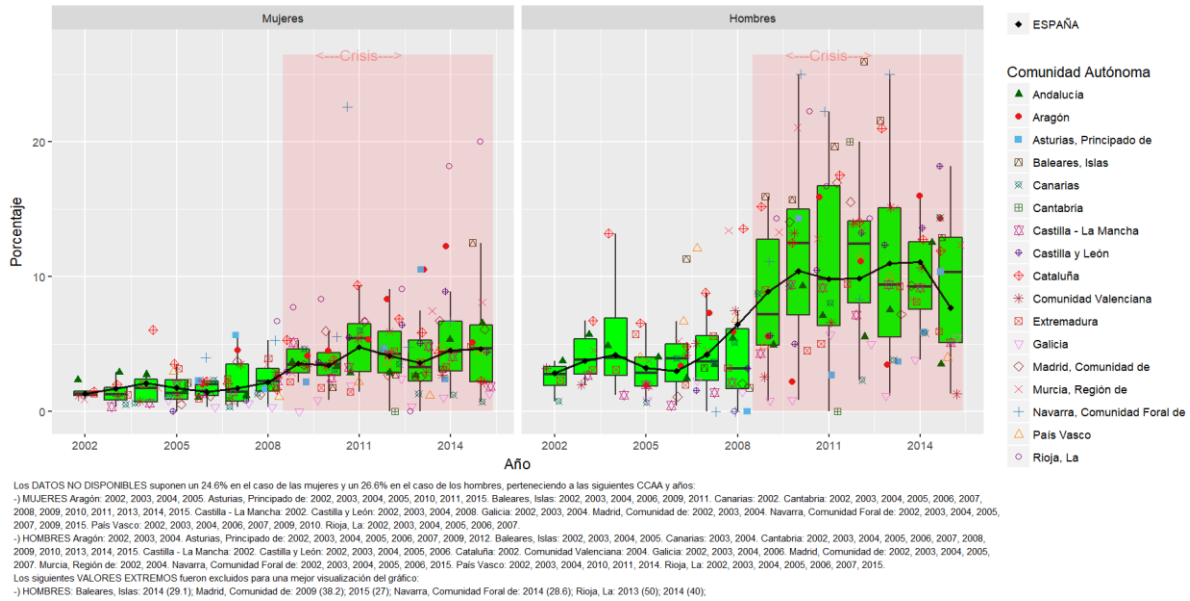 Mujeres
Hombres
<---Crisis--->
<---Crisis--->
Porcentaje
20
10
0
2002
2005
2008
2011
2014
2002
2005
2008
2011
2014
Año
ESPAÑA
Comunidad Autónoma
Andalucía
Aragón
Asturias, Principado de
Baleares, Islas
Canarias
Cantabria
Castilla - La Mancha
Castilla y León
Cataluña
Comunidad Valenciana
Extremadura
Galicia
Madrid, Comunidad de
Murcia, Región de
Navarra, Comunidad Foral de
País Vasco
Rioja, La
Los DATOS NO DISPONIBLES suponen un 24.6% en el caso de las mujeres y un 26.6% en el caso de los hombres, perteneciendo a las siguientes CCAA y años:
-) MUJERES Aragón: 2002, 2003, 2004, 2005. Asturias, Principado de: 2002, 2003, 2004, 2005, 2010, 2011, 2015. Baleares, Islas: 2002, 2003, 2004, 2006, 2009, 2011. Canarias: 2002. Cantabria: 2002, 2003, 2004, 2005, 2006, 2007,
2008, 2009, 2010, 2011, 2013, 2014, 2015. Castilla - La Mancha: 2002. Castilla y León: 2002, 2003, 2004, 2008. Galicia: 2002, 2003, 2004. Madrid, Comunidad de: 2002, 2003, 2004. Navarra, Comunidad Foral de: 2002, 2003, 2004, 2005,
2007, 2009, 2015. País Vasco: 2002, 2003, 2004, 2006, 2007, 2009, 2010. Rioja, La: 2002, 2003, 2004, 2005, 2006, 2007.
-) HOMBRES Aragón: 2002, 2003, 2004. Asturias, Principado de: 2002, 2003, 2004, 2005, 2006, 2007, 2009, 2012. Baleares, Islas: 2002, 2003, 2004, 2005. Canarias: 2003, 2004. Cantabria: 2002, 2003, 2004, 2005, 2006, 2007, 2008,
2009, 2010, 2013, 2014, 2015. Castilla - La Mancha: 2002. Castilla y León: 2002, 2003, 2004, 2005, 2006. Cataluña: 2002. Comunidad Valenciana: 2004. Galicia: 2002, 2003, 2004, 2006. Madrid, Comunidad de: 2002, 2003, 2004, 2005,
2007. Murcia, Región de: 2002, 2004. Navarra, Comunidad Foral de: 2002, 2003, 2004, 2005, 2006, 2015. País Vasco: 2002, 2003, 2004, 2010, 2011, 2014. Rioja, La: 2002, 2003, 2004, 2005, 2006, 2007, 2015.
Los siguientes VALORES EXTREMOS fueron excluidos para una mejor visualización del gráfico:
-) HOMBRES: Baleares, Islas: 2014 (29.1); Madrid, Comunidad de: 2009 (38.2); 2015 (27); Navarra, Comunidad Foral de: 2014 (28.6); Rioja, La: 2013 (50); 2014 (40);